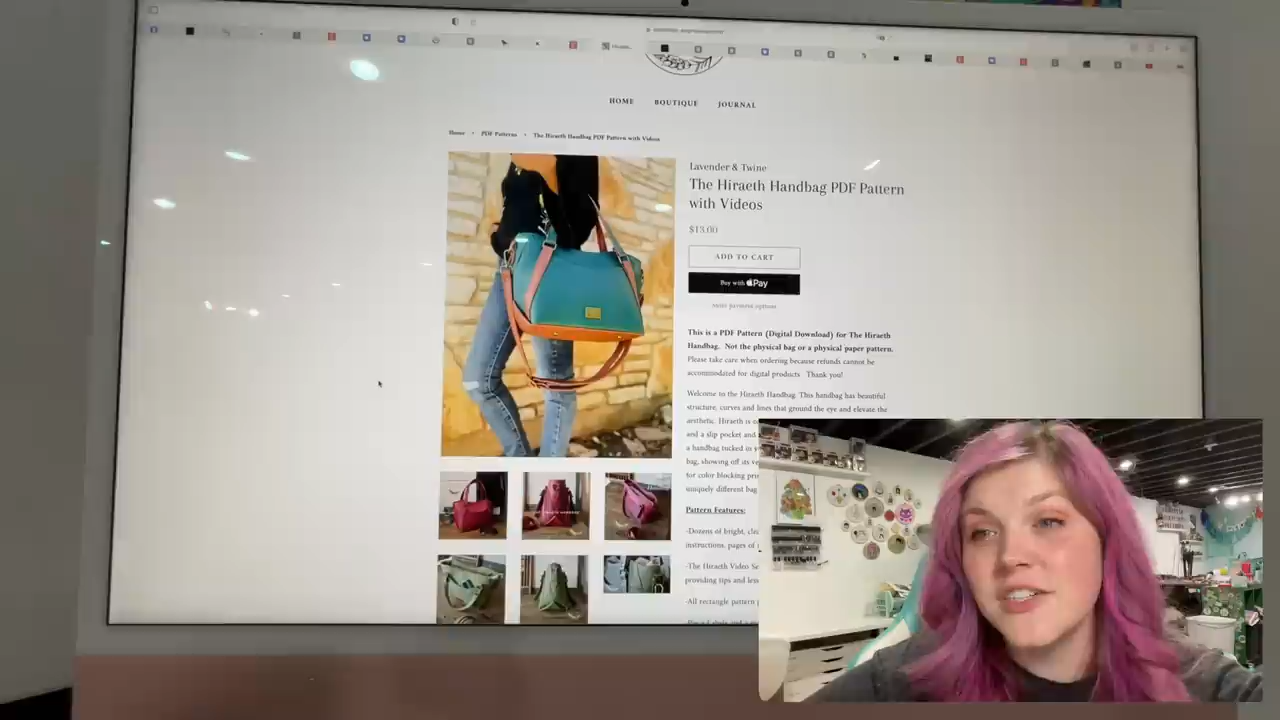 HOME BOUTIQUE JOURNAL
Home • PDF Patterns • The Hiraeth Handbag PDF Pattern with Videos
Lavender & Twine
The Hiraeth Handbag PDF Pattern
with Videos
$13.00
ADD TO CART
Buy with Pay
More payment options
This is a PDF Pattern (Digital Download) for The Hiraeth
Handbag. Not the physical bag or a physical paper pattern.
Please take care when ordering because refunds cannot be
accommodated for digital products Thank you!
Welcome to the Hiraeth Handbag This handbag has beautiful
structure, curves and lines that ground the eye and elevate the
aesthetic. Hiraeth is
and a slip pocket and
a handbag tucked in
bag, showing off its
for color blocking
uniquely different bag
Pattern Features:
-Dozens of bright,
instructions, pages of
-The Hiraeth Video
providing tips and
-All rectangle pattern